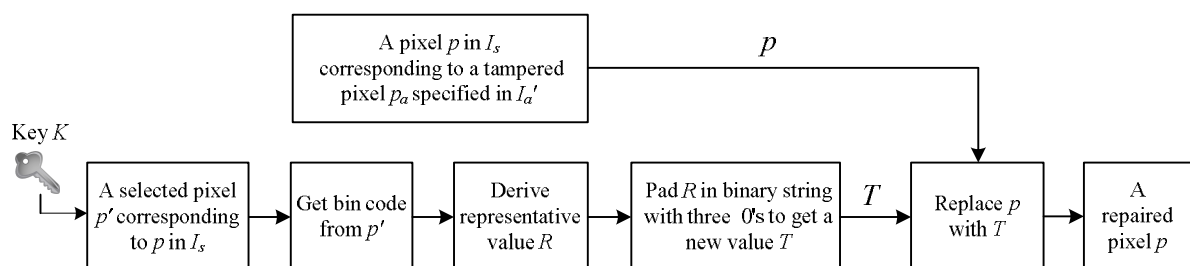 A pixel p in Iₛ
corresponding to a tampered
pixel pₐ specified in Iₐ'
p
Key K
A selected pixel
p' corresponding
to p in Iₛ
Get bin code
from p'
Derive
representative
value R
Pad R in binary string
with three 0's to get a
new value T
T
Replace p
with T
A
repaired
pixel p